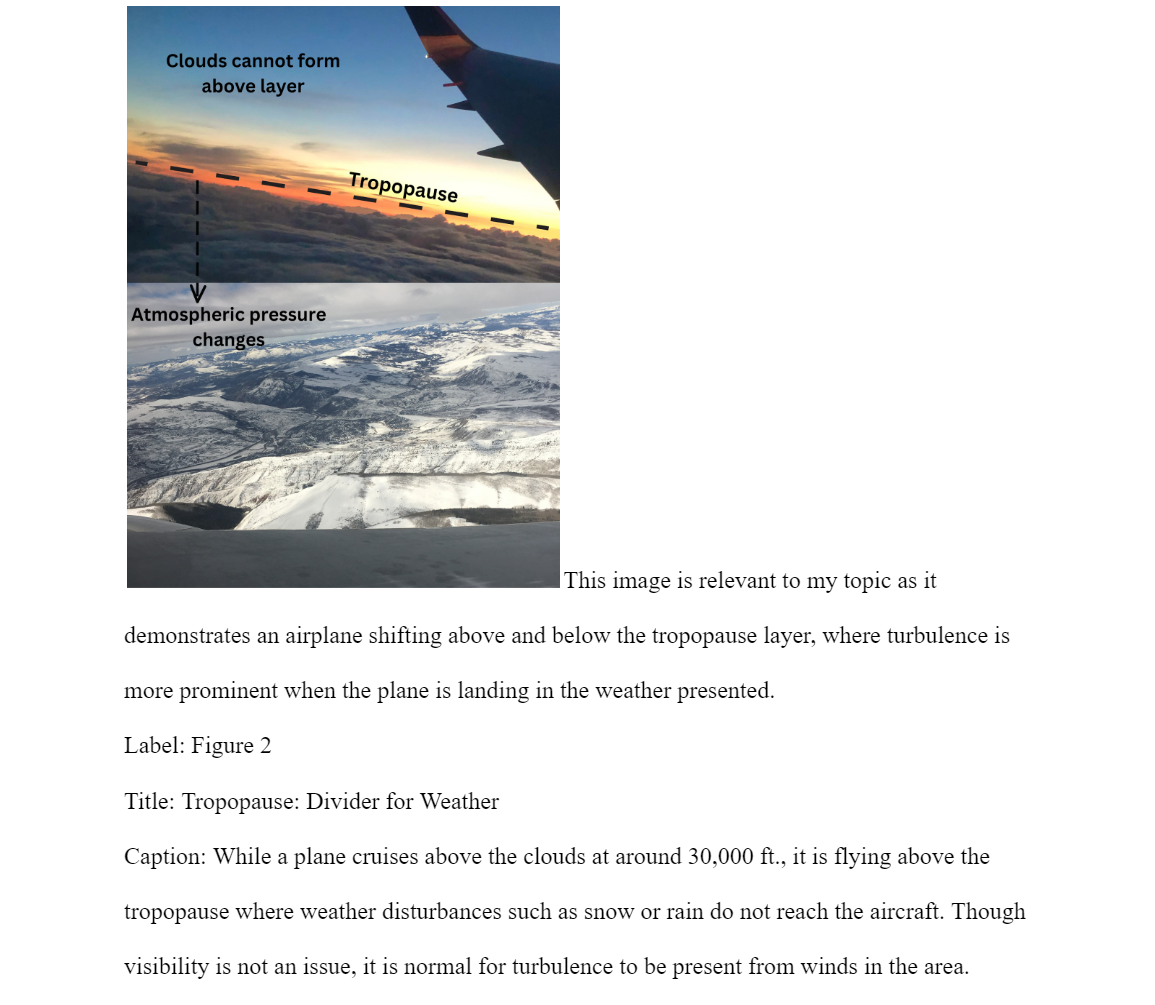 Clouds cannot form
above layer
Tropopause
Atmospheric pressure
changes
This image is relevant to my topic as it
demonstrates an airplane shifting above and below the tropopause layer, where turbulence is
more prominent when the plane is landing in the weather presented.
Label: Figure 2
Title: Tropopause: Divider for Weather
Caption: While a plane cruises above the clouds at around 30,000 ft., it is flying above the
tropopause where weather disturbances such as snow or rain do not reach the aircraft. Though
visibility is not an issue, it is normal for turbulence to be present from winds in the area.